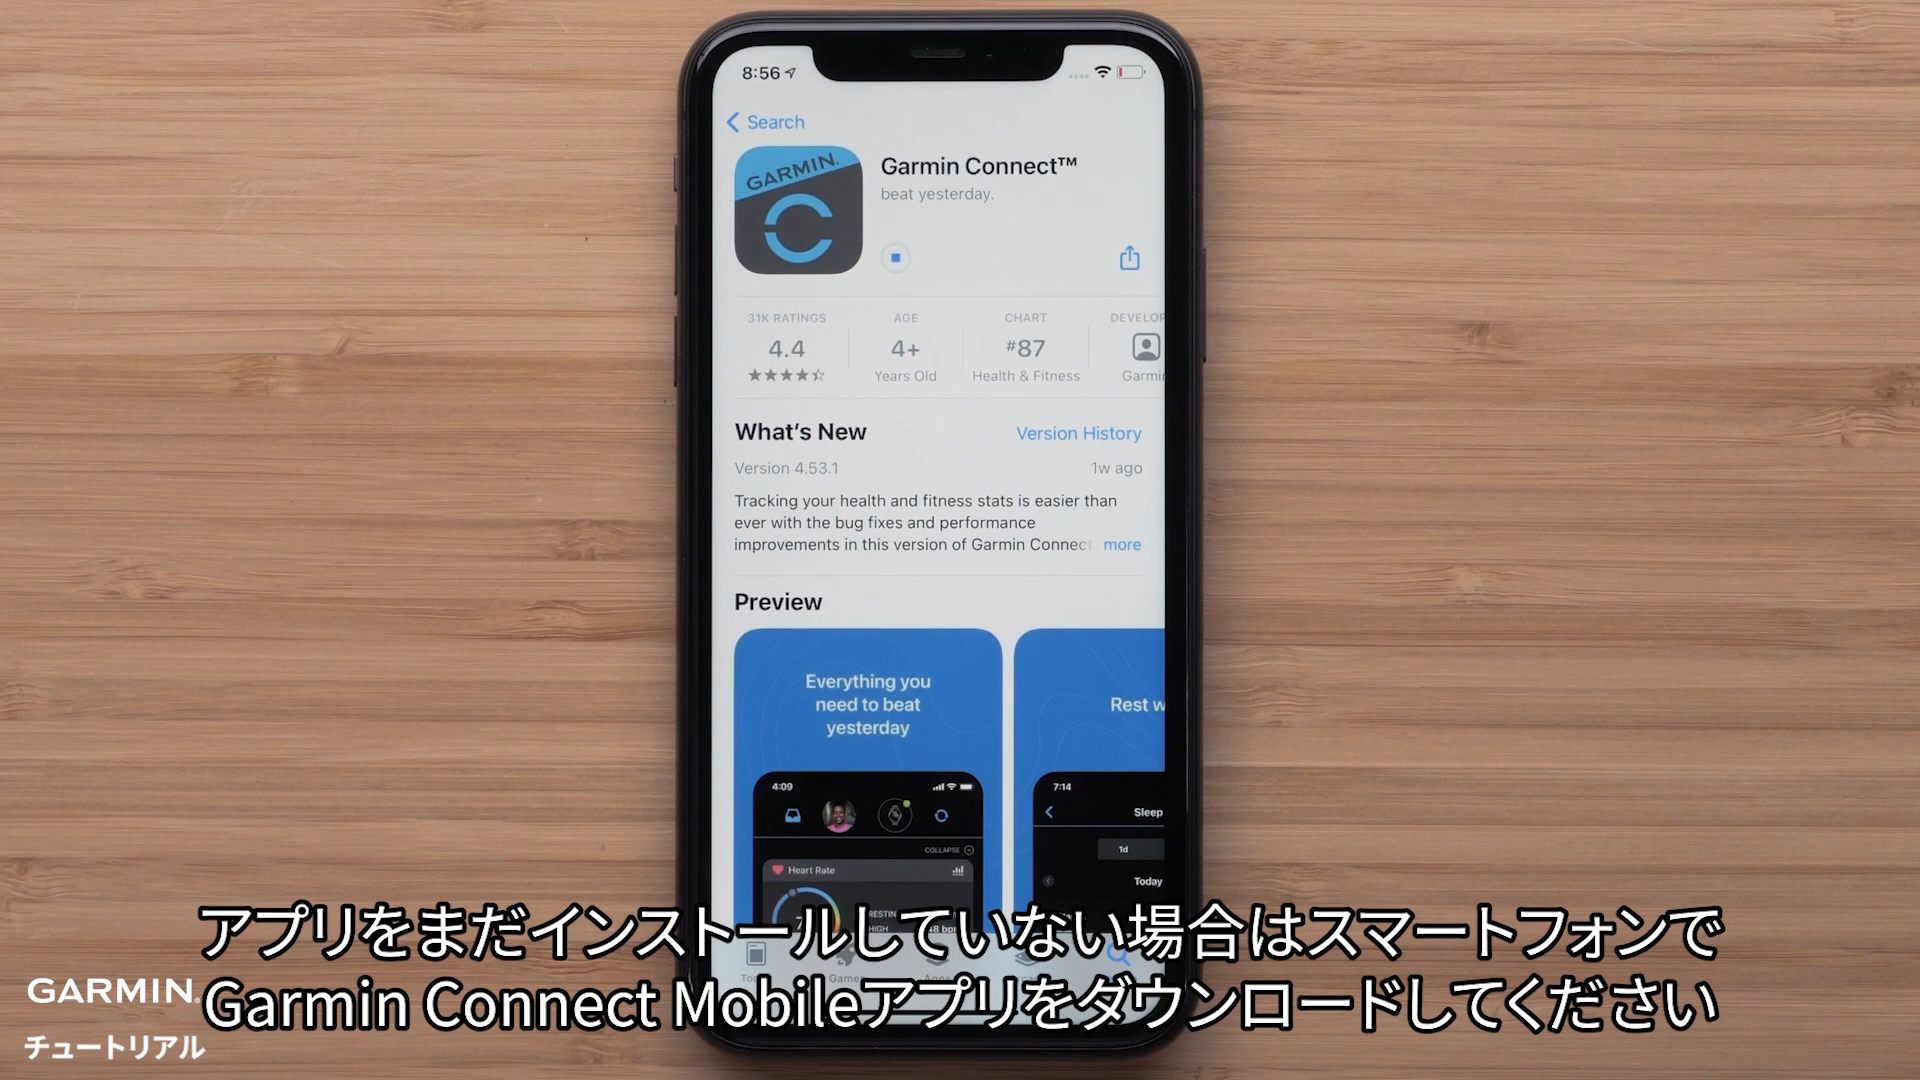 8:56
Search
GARMIN.
Garmin Connect™
beat yesterday.
31K RATINGS
4.4
AGE
4+
Years Old
CHART
#87
Health & Fitness
DEVELOP
Garmin
What's New
Version History
Version 4.53.1
1w ago
Tracking your health and fitness stats is easier than
ever with the bug fixes and performance
improvements in this version of Garmin Connect
more
Preview
Everything you
need to beat
yesterday
4:09
COLLAPSE
Heart Rate
HIGH
Rest w
7:14
Sleep
1d
Today
アプリをまだインストールしていない場合はスマートフォンで
Garmin Connect Mobileアプリをダウンロードしてください
GARMIN.
チュートリアル